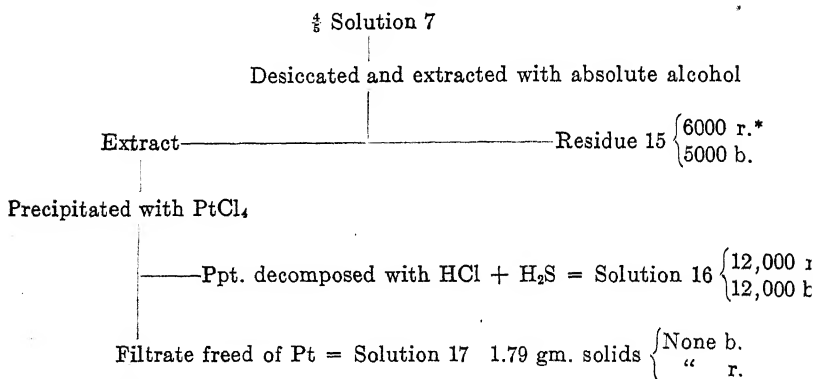 ⅘ Solution 7
Desiccated and extracted with absolute alcohol
Extract
Residue 15 {6000 r.*
5000 b.
Precipitated with PtCl₄
Ppt. decomposed with HCl + H₂S = Solution 16 {12,000 r
12,000 b
Filtrate freed of Pt = Solution 17 1.79 gm. solids {None b.
“ r.